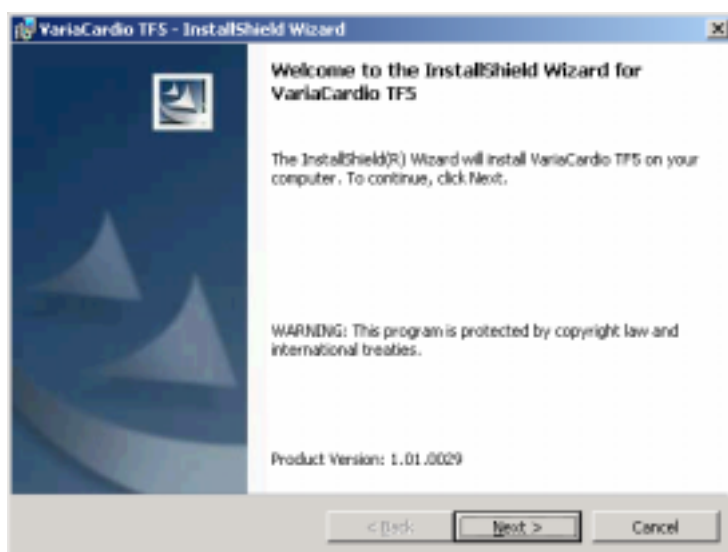 VariaCardio TF5 - InstallShield Wizard
Welcome to the InstallShield Wizard for
VariaCardio TF5
The InstallShield(R) Wizard will install VariaCardio TF5 on your
computer. To continue, click Next.
WARNING: This program is protected by copyright law and
international treaties.
Product Version: 1.01.0029
< Back
Next >
Cancel